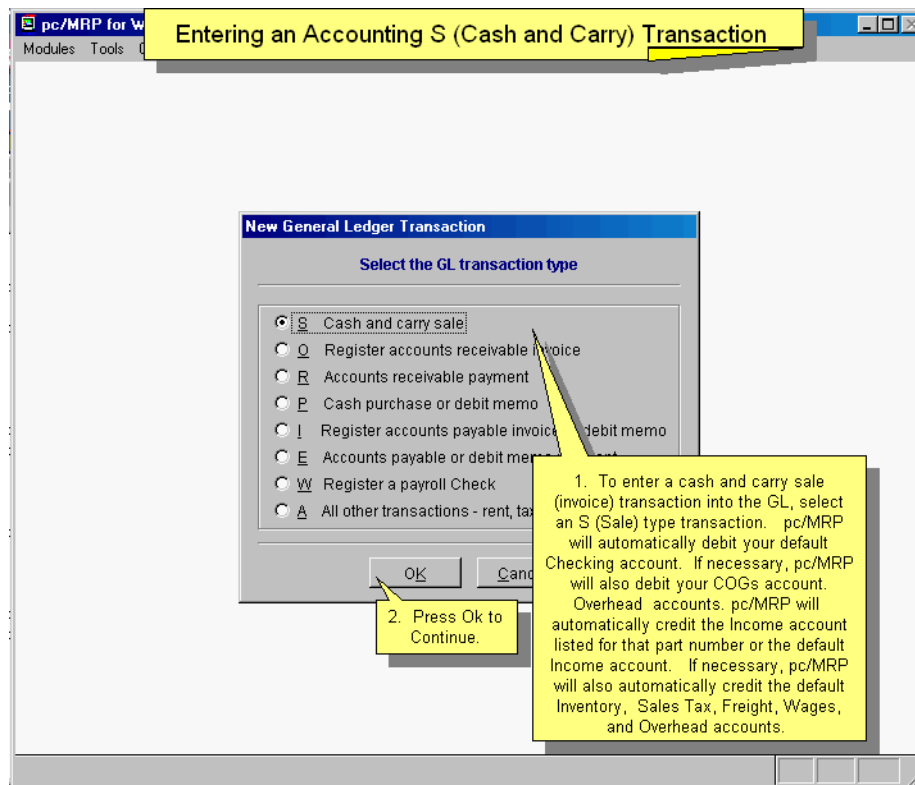 pc/MRP for W
Entering an Accounting S (Cash and Carry) Transaction
Modules Tools
New General Ledger Transaction
Select the GL transaction type
S Cash and carry sale
O Register accounts receivable invoice
R Accounts receivable payment
P Cash purchase or debit memo
I Register accounts payable invoice debit memo
E Accounts payable or debit memo
W Register a payroll Check
A All other transactions - rent, tax
OK
Canc
1. To enter a cash and carry sale
(invoice) transaction into the GL, select
an S (Sale) type transaction. pc/MRP
will automatically debit your default
Checking account. If necessary, pc/MRP
will also debit your COGs account.
Overhead accounts. pc/MRP will
automatically credit the Income account
listed for that part number or the default
Income account. If necessary, pc/MRP
will also automatically credit the default
Inventory, Sales Tax, Freight, Wages,
and Overhead accounts.
2. Press Ok to
Continue.